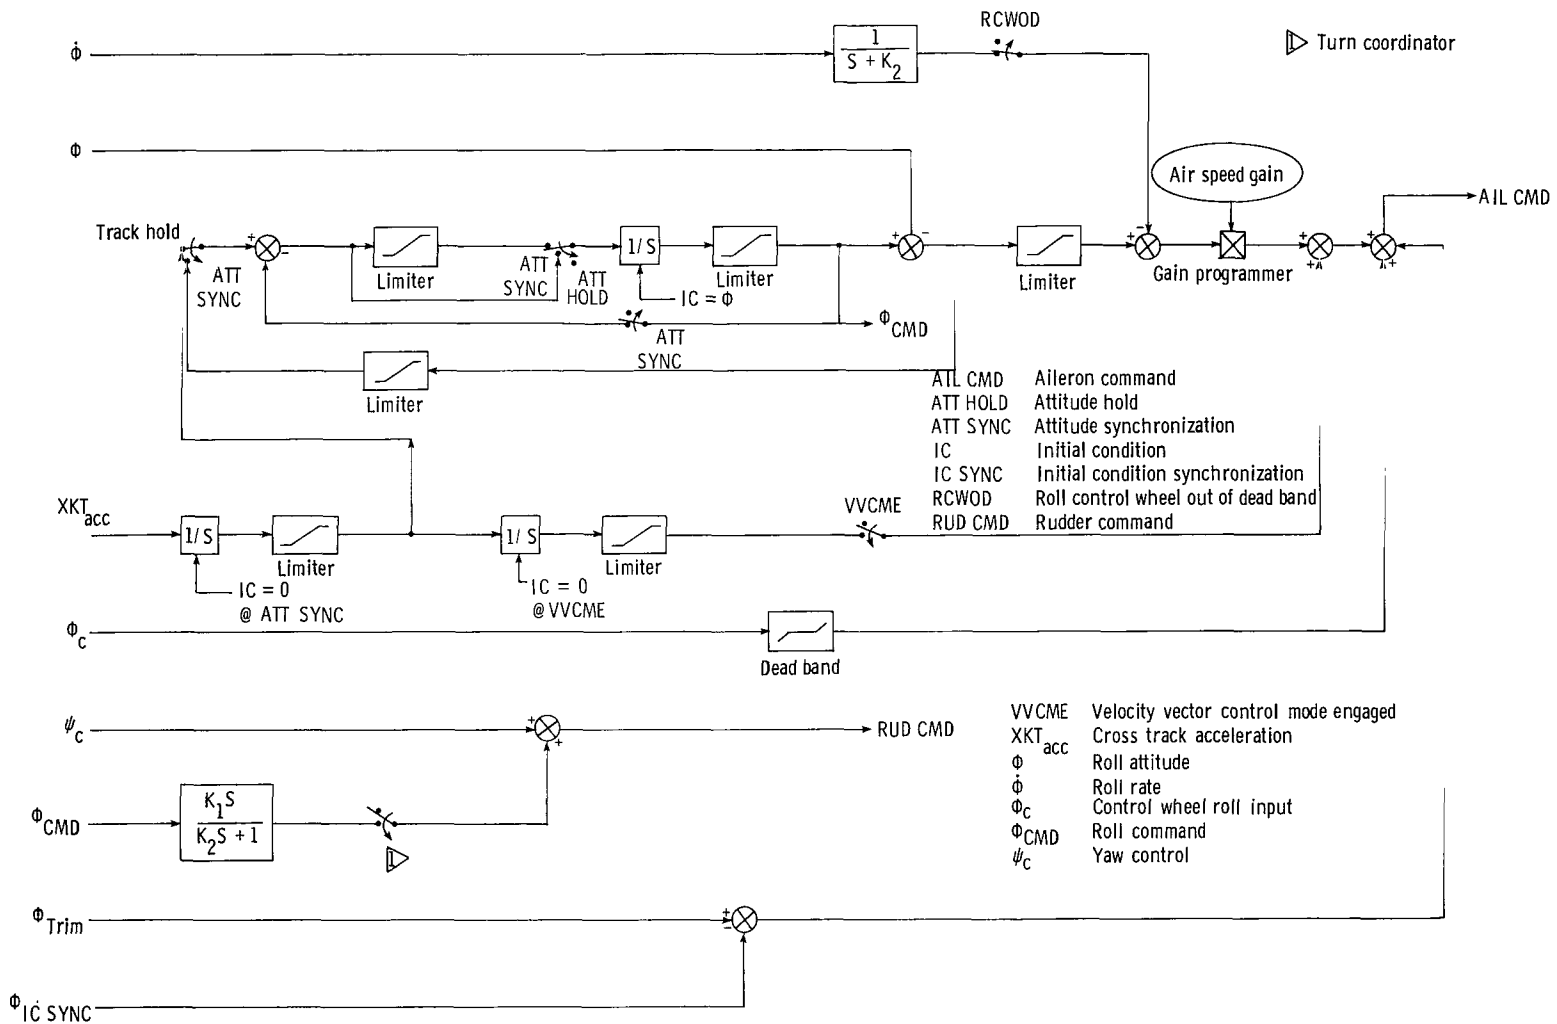 RCWOD
Φ̇
1
S + K2
1 Turn coordinator
Φ
Air speed gain
AIL CMD
Track hold
+
-
1/S
+
-
+
-
+
+
+
+
+
ATT
SYNC
Limiter
ATT
SYNC
ATT
HOLD
Limiter
IC = Φ
Limiter
Gain programmer
ΦCMD
ATT
SYNC
Limiter
AIL CMD Aileron command
ATT HOLD Attitude hold
ATT SYNC Attitude synchronization
IC Initial condition
IC SYNC Initial condition synchronization
RCWOD Roll control wheel out of dead band
RUD CMD Rudder command
XKTacc
1/S
Limiter
1/S
Limiter
VVCME
IC = 0
@ ATT SYNC
IC = 0
@ VVCME
Φc
Dead band
ψc
+
+
RUD CMD
VVCME Velocity vector control mode engaged
XKTacc Cross track acceleration
Φ Roll attitude
Φ̇ Roll rate
Φc Control wheel roll input
ΦCMD Roll command
ψc Yaw control
ΦCMD
K1S
K2S + 1
1
ΦTrim
+
-
ΦIC SYNC